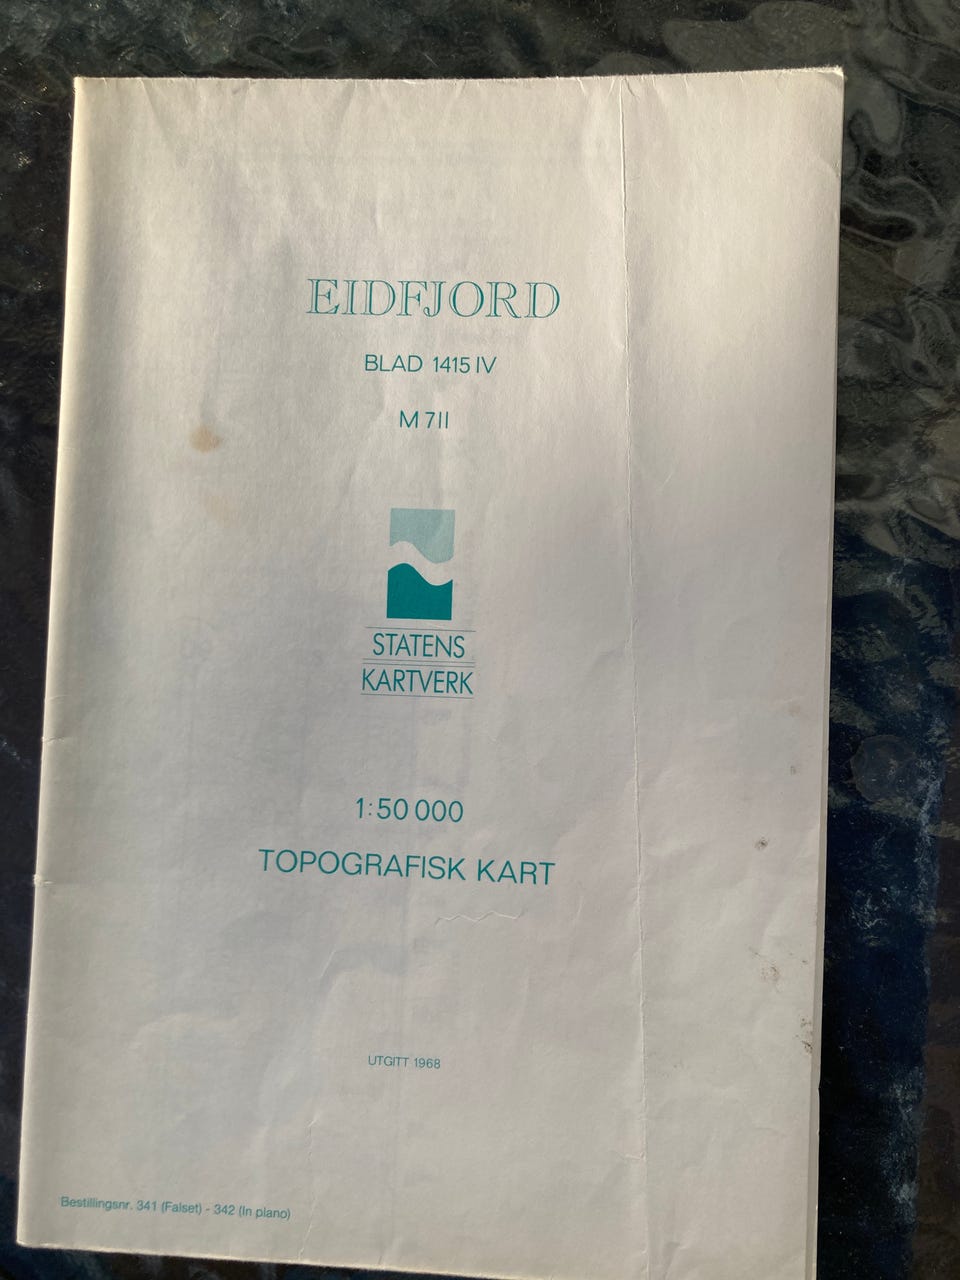 EIDFJORD
BLAD 1415 IV
M 711
STATENS
KARTVERK
1:50 000
TOPOGRAFISK KART
UTGITT 1968
Bestillingsnr. 341 (Falset) - 342 (In plano)